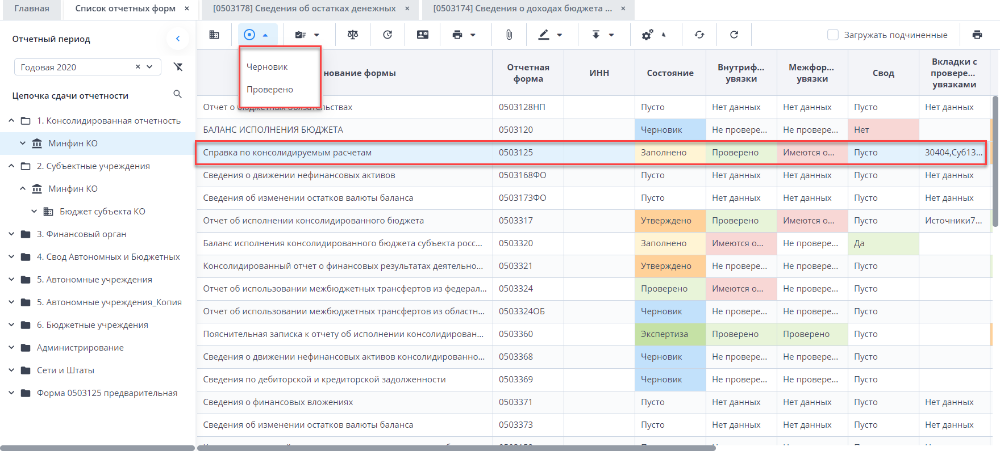 Главная
Список отчетных форм ×
[0503178] Сведения об остатках денежных ×
[0503174] Сведения о доходах бюджета ... ×
Отчетный период
Годовая 2020
Цепочка сдачи отчетности
1. Консолидированная отчетность
Минфин КО
2. Субъектные учреждения
Минфин КО
Бюджет субъекта КО
3. Финансовый орган
4. Свод Автономных и Бюджетных
5. Автономные учреждения
5. Автономные учреждения_Копия
6. Бюджетные учреждения
Администрирование
Сети и Штаты
Форма 0503125 предварительная
Загружать подчиненные
Черновик
Проверено
нование формы
Отчетная форма
ИНН
Состояние
Внутриф... увязки
Межфор... увязки
Свод
Вкладки с провере... увязками
Отчет о бюджетных обязательствах 0503128НП Пусто Нет данных Нет данных Пусто Нет данных
БАЛАНС ИСПОЛНЕНИЯ БЮДЖЕТА 0503120 Черновик Не провере... Не провере... Нет
Справка по консолидируемым расчетам 0503125 Заполнено Проверено Имеются о... Пусто 30404,Суб13...
Сведения о движении нефинансовых активов 0503168ФО Пусто Нет данных Нет данных Пусто Нет данных
Сведения об изменении остатков валюты баланса 0503173ФО Пусто Нет данных Нет данных Пусто Нет данных
Отчет об исполнении консолидированного бюджета 0503317 Утверждено Проверено Имеются о... Пусто Источники7...
Баланс исполнения консолидированного бюджета субъекта росс... 0503320 Заполнено Имеются о... Не провере... Да
Консолидированный отчет о финансовых результатах деятельно... 0503321 Утверждено Не провере... Не провере... Пусто
Отчет об использовании межбюджетных трансфертов из федерал... 0503324 Проверено Имеются о... Не провере... Пусто
Отчет об использовании межбюджетных трансфертов из областн... 0503324ОБ Черновик Не провере... Не провере... Пусто
Пояснительная записка к отчету об исполнении консолидирован... 0503360 Экспертиза Проверено Проверено Пусто
Сведения о движении нефинансовых активов консолидированно... 0503368 Черновик Не провере... Не провере... Пусто
Сведения по дебиторской и кредиторской задолженности 0503369 Черновик Не провере... Не провере... Пусто
Сведения о финансовых вложениях 0503371 Пусто Нет данных Нет данных Пусто Нет данных
Сведения об изменении остатков валюты баланса 0503373 Пусто Нет данных Нет данных Пусто Нет данных